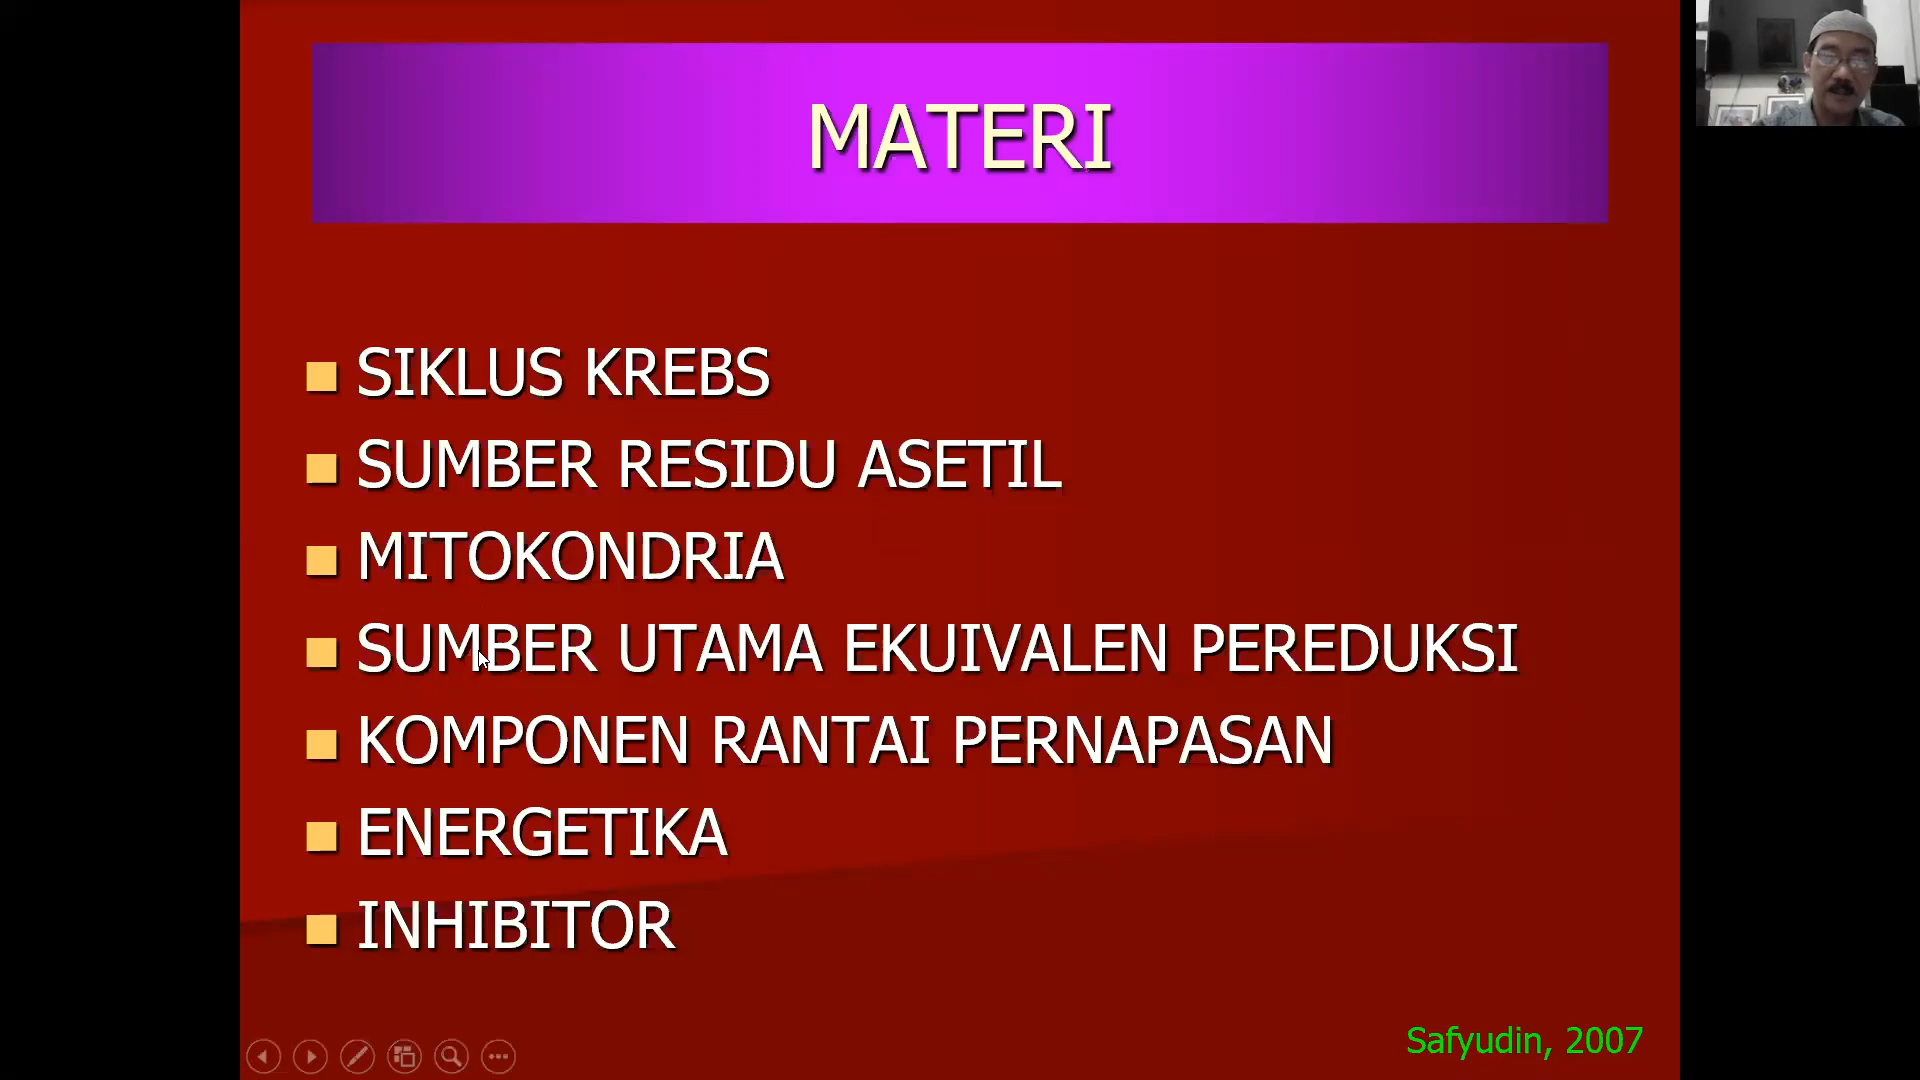 MATERI
SIKLUS KREBS
SUMBER RESIDU ASETIL
MITOKONDRIA
SUMBER UTAMA EKUIVALEN PEREDUKSI
KOMPONEN RANTAI PERNAPASAN
ENERGETIKA
INHIBITOR
Safyudin, 2007